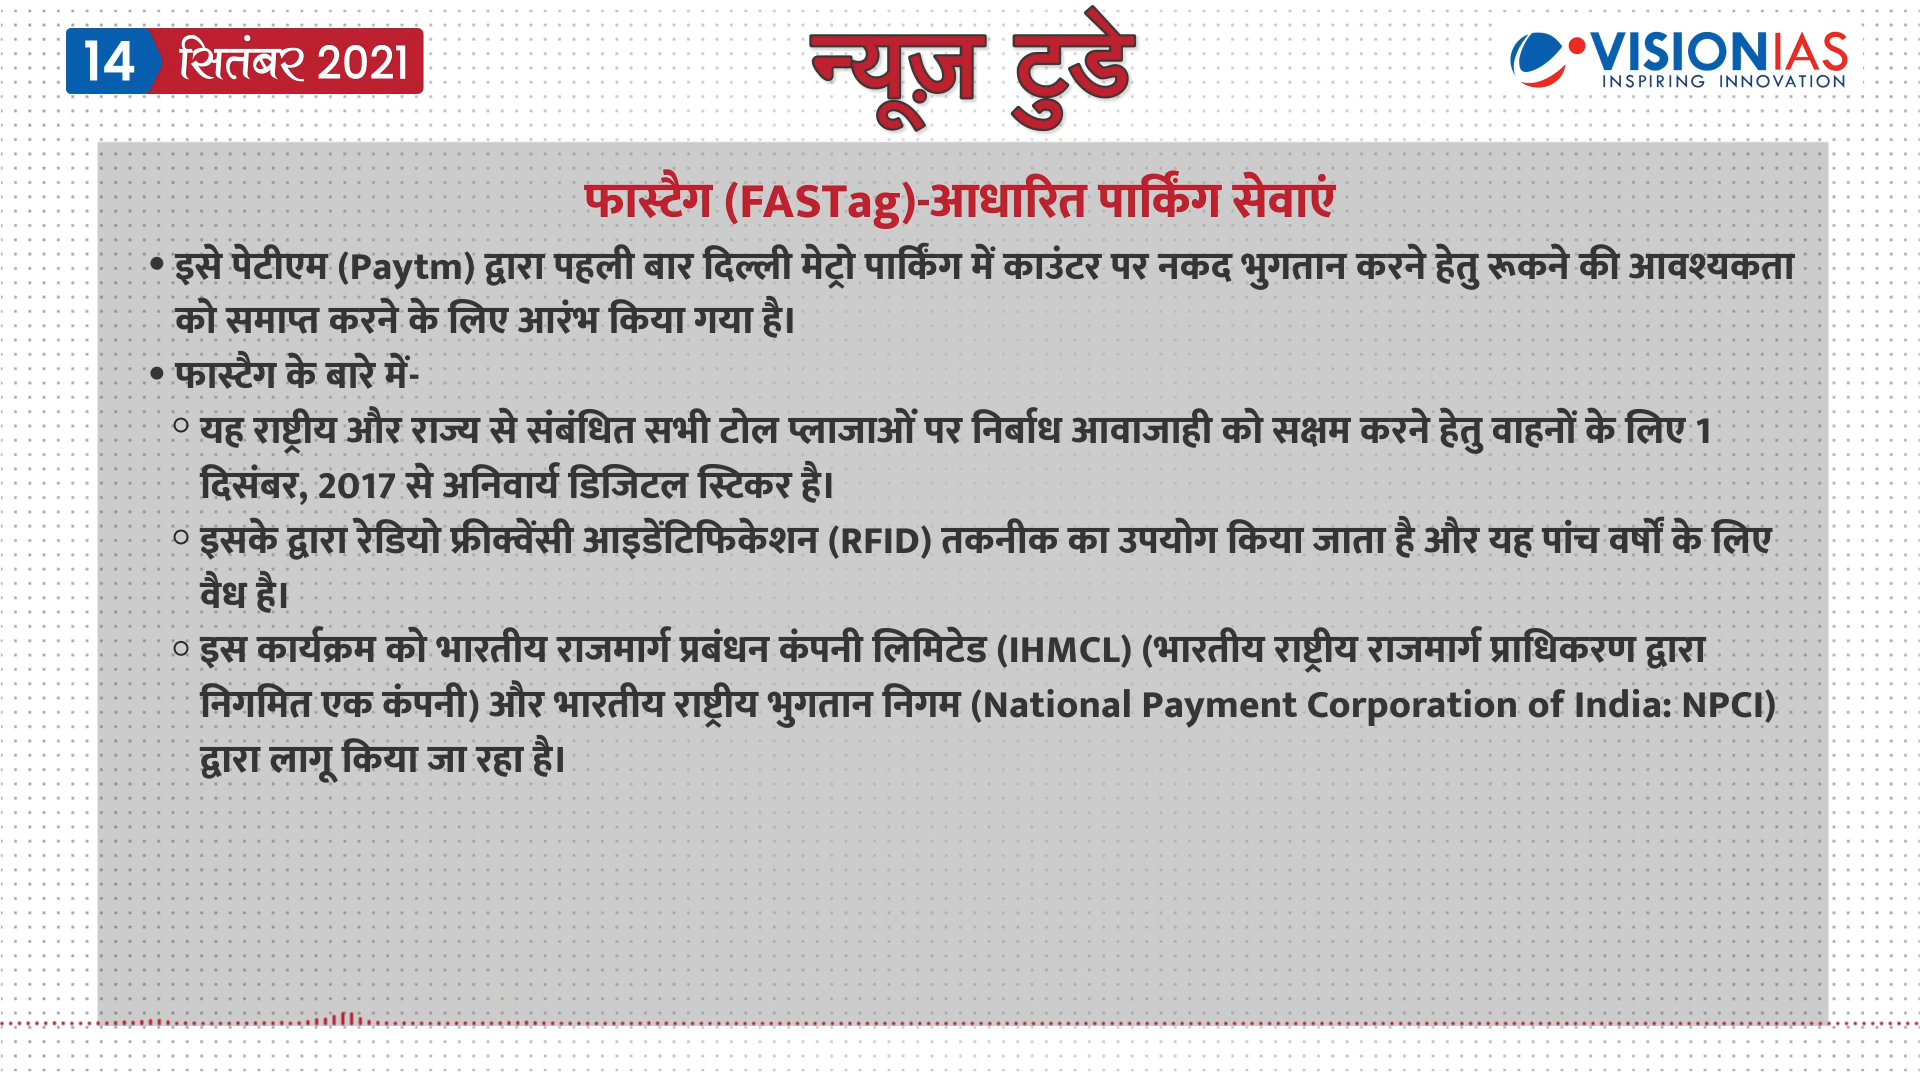 14 सितंबर 2021
न्यूज़ टुडे
VISIONIAS
INSPIRING INNOVATION
फास्टैग (FASTag)-आधारित पार्किंग सेवाएं
• इसे पेटीएम (Paytm) द्वारा पहली बार दिल्ली मेट्रो पार्किंग में काउंटर पर नकद भुगतान करने हेतु रूकने की आवश्यकता
को समाप्त करने के लिए आरंभ किया गया है।
• फास्टैग के बारे में-
○ यह राष्ट्रीय और राज्य से संबंधित सभी टोल प्लाजाओं पर निर्बाध आवाजाही को सक्षम करने हेतु वाहनों के लिए 1
दिसंबर, 2017 से अनिवार्य डिजिटल स्टिकर है।
○ इसके द्वारा रेडियो फ्रीक्वेंसी आइडेंटिफिकेशन (RFID) तकनीक का उपयोग किया जाता है और यह पांच वर्षों के लिए
वैध है।
○ इस कार्यक्रम को भारतीय राजमार्ग प्रबंधन कंपनी लिमिटेड (IHMCL) (भारतीय राष्ट्रीय राजमार्ग प्राधिकरण द्वारा
निगमित एक कंपनी) और भारतीय राष्ट्रीय भुगतान निगम (National Payment Corporation of India: NPCI)
द्वारा लागू किया जा रहा है।